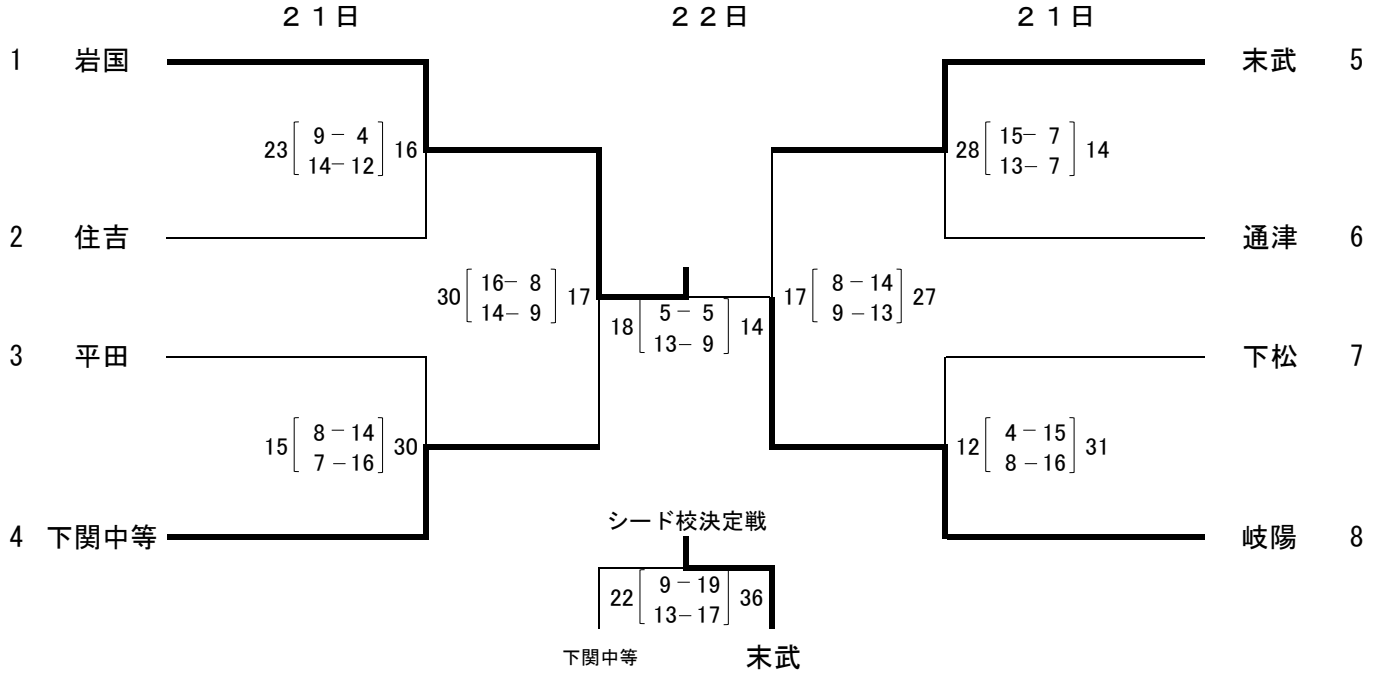 ２１日 ２２日 ２１日
1 岩国 末武 5
23 [ 9 - 4 ] 16 28 [ 15- 7 ] 14
14-12 13- 7
2 住吉 通津 6
30 [ 16- 8 ] 17 17 [ 8 -14 ] 27
14- 9 9 -13
18 [ 5 - 5 ] 14
13- 9
3 平田 下松 7
15 [ 8 -14 ] 30 12 [ 4 -15 ] 31
7 -16 8 -16
4 下関中等 岐陽 8
シード校決定戦
22 [ 9 -19 ] 36
13-17
下関中等 末武